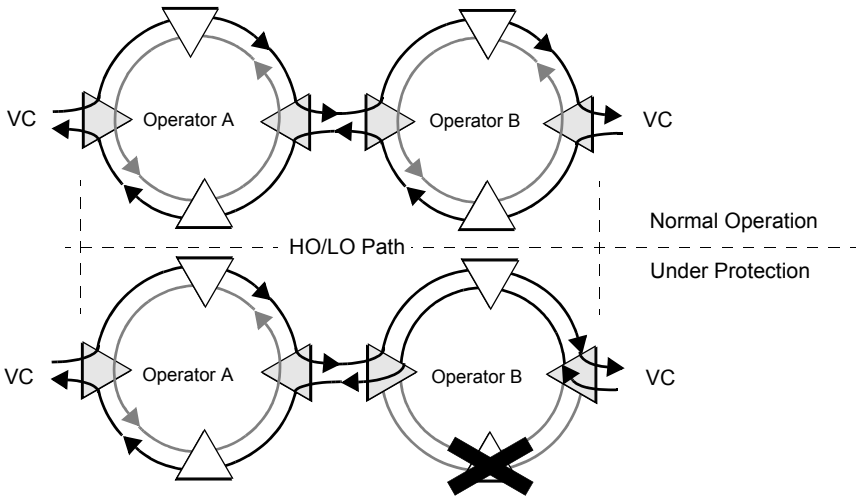 VC
Operator A
Operator B
VC
Normal Operation
HO/LO Path
Under Protection
VC
Operator A
Operator B
VC